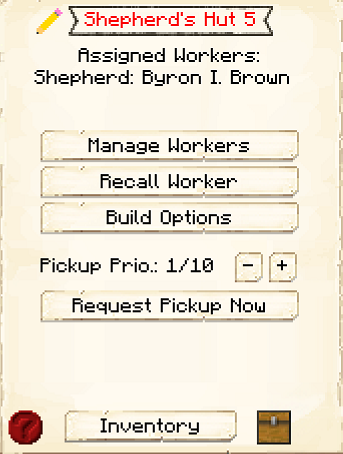 Shepherd's Hut 5
Assigned Workers:
Shepherd: Byron I. Brown
Manage Workers
Recall Worker
Build Options
Pickup Prio.: 1/10 - +
Request Pickup Now
? Inventory